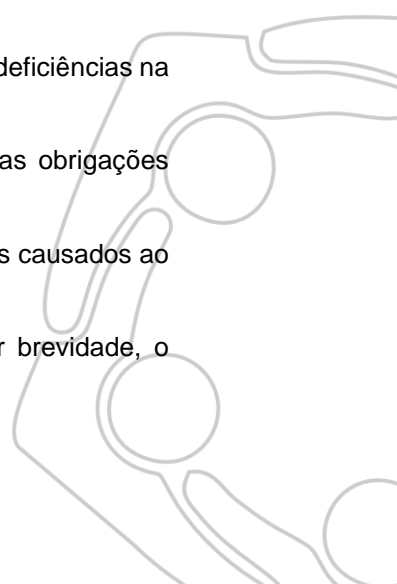 deficiências na
as obrigações
s causados ao
r brevidade, o